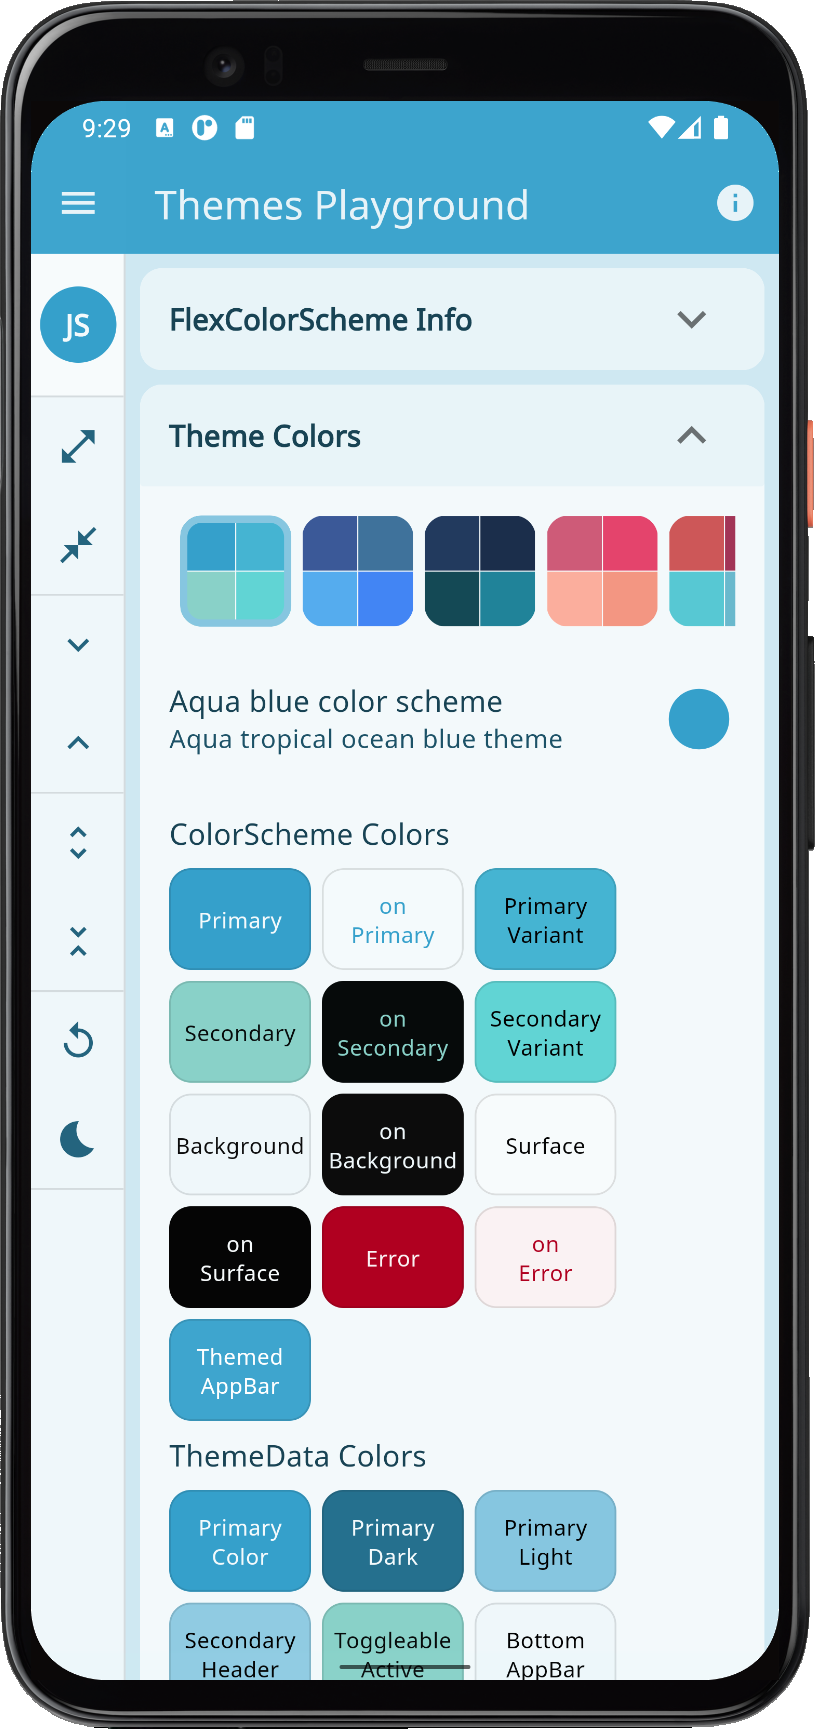 9:29
Themes Playground
JS
FlexColorScheme Info
Theme Colors
Aqua blue color scheme
Aqua tropical ocean blue theme
ColorScheme Colors
Primary
on
Primary
Primary
Variant
Secondary
on
Secondary
Secondary
Variant
Background
on
Background
Surface
on
Surface
Error
on
Error
Themed
AppBar
ThemeData Colors
Primary
Color
Primary
Dark
Primary
Light
Secondary
Header
Toggleable
Active
Bottom
AppBar